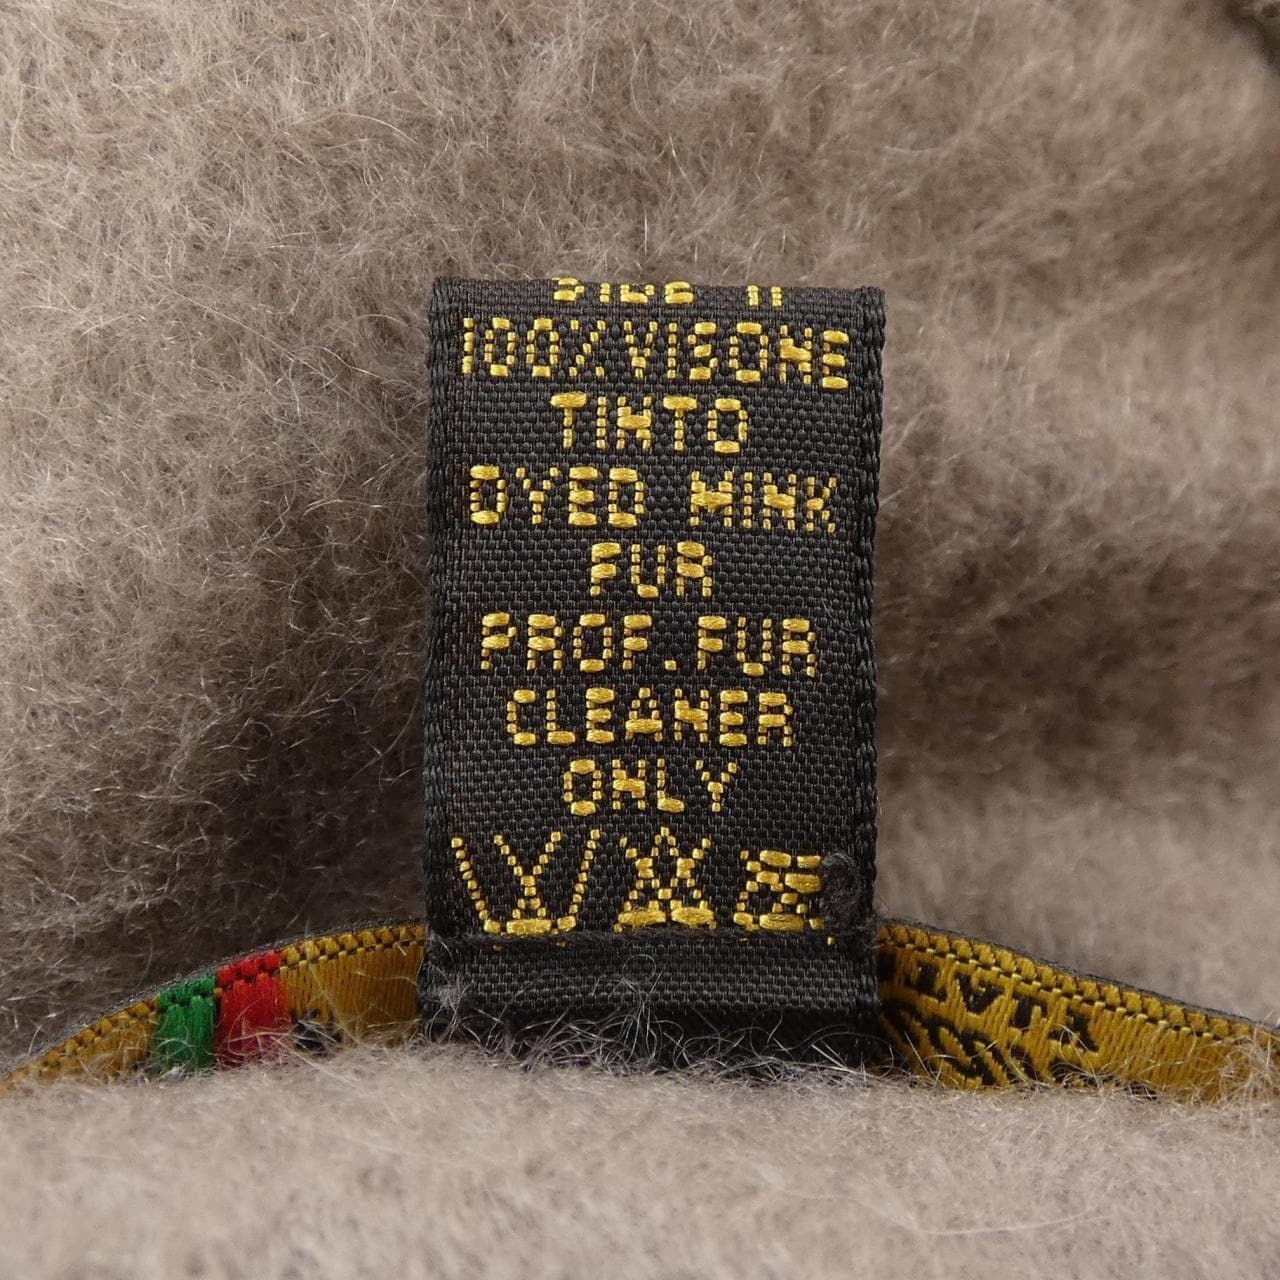 100% VISONE
TINTO
DYED MINK
FUR
PROF. FUR
CLEANER
ONLY